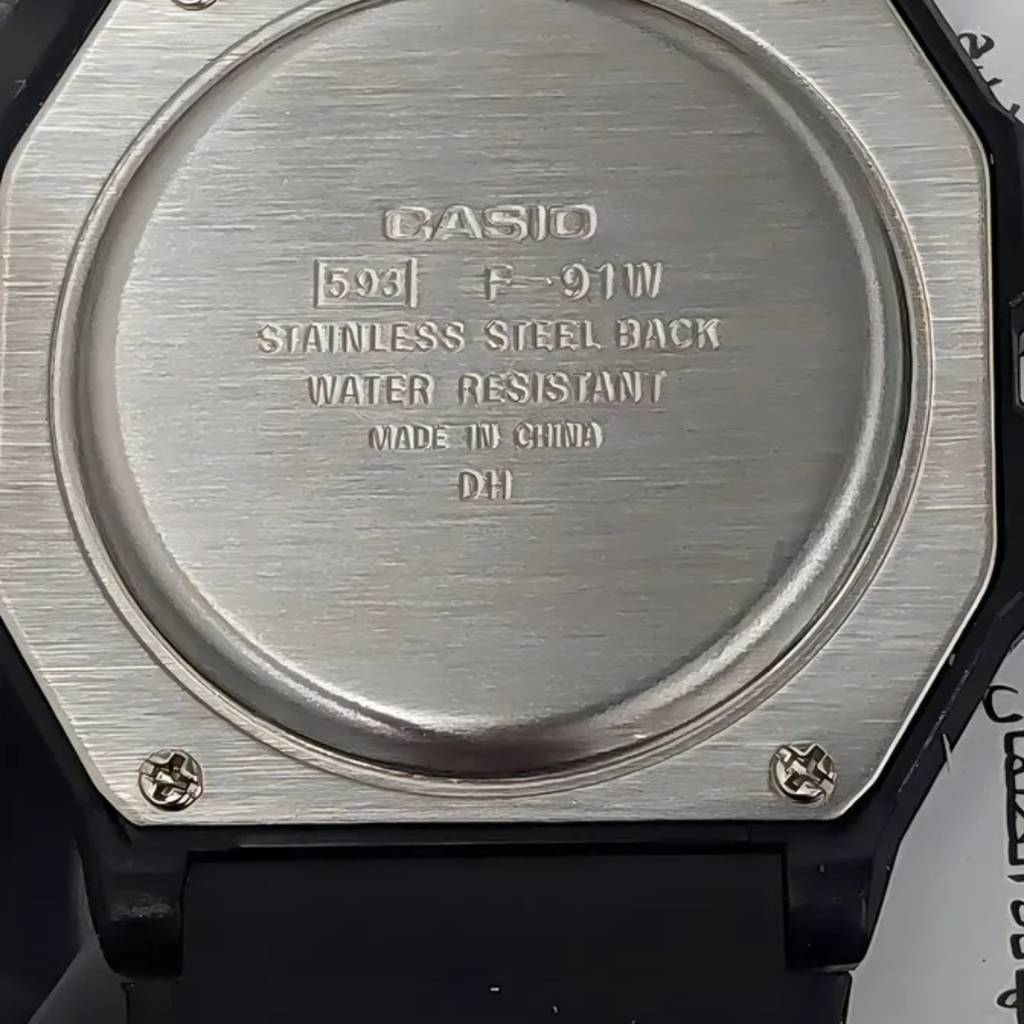 CASIO
593 F-91W
STAINLESS STEEL BACK
WATER RESISTANT
MADE IN CHINA
DH